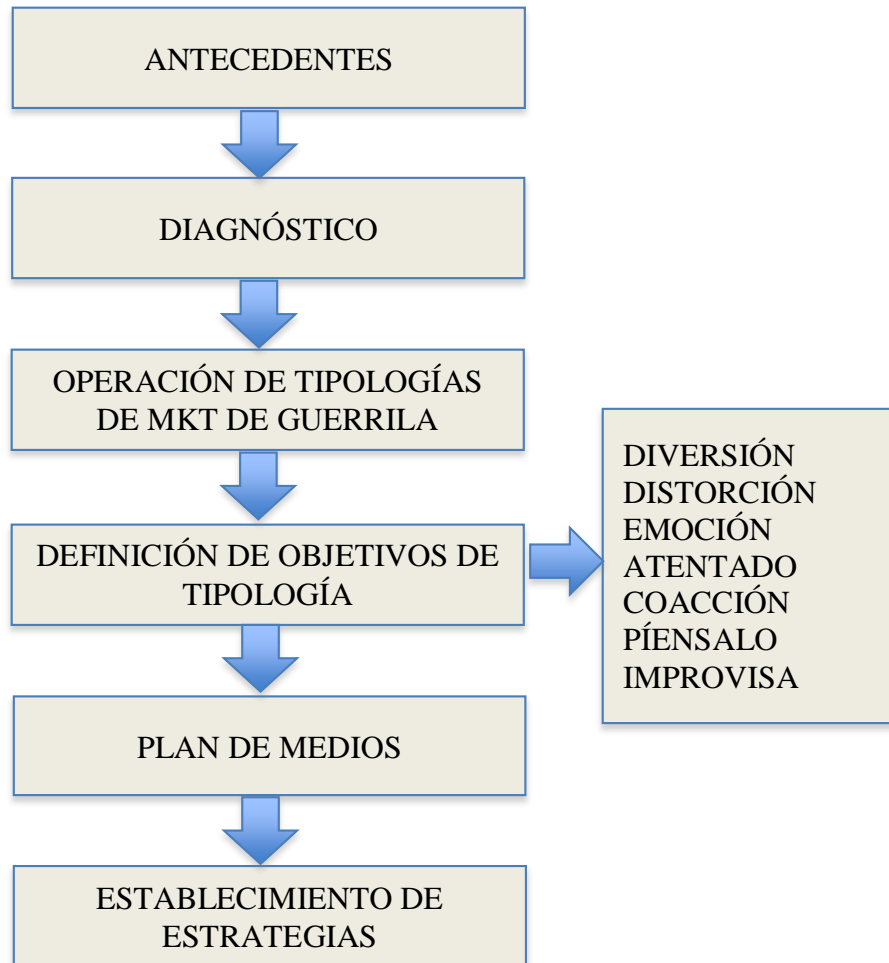 ANTECEDENTES
DIAGNÓSTICO
OPERACIÓN DE TIPOLOGÍAS
DE MKT DE GUERRILA
DEFINICIÓN DE OBJETIVOS DE
TIPOLOGÍA
DIVERSIÓN
DISTORCIÓN
EMOCIÓN
ATENTADO
COACCIÓN
PÍENSALO
IMPROVISA
PLAN DE MEDIOS
ESTABLECIMIENTO DE
ESTRATEGIAS